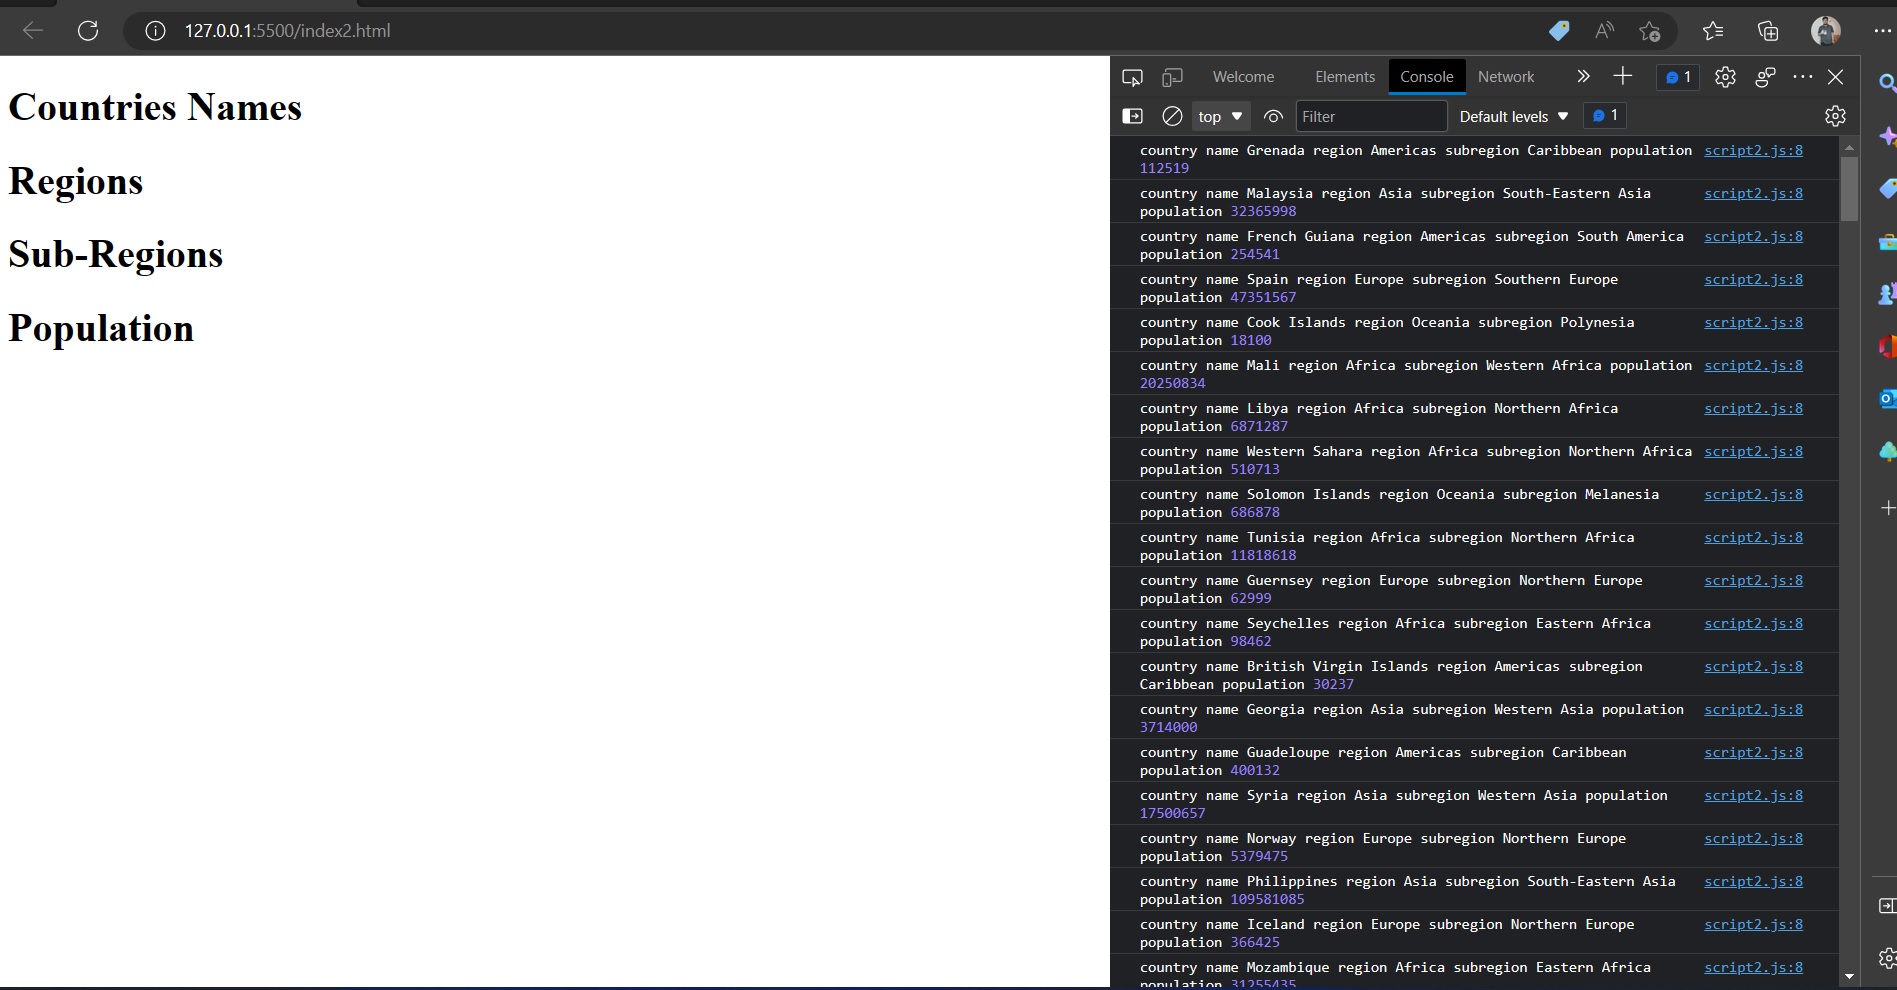 127.0.0.1:5500/index2.html
Countries Names
Regions
Sub-Regions
Population
Welcome Elements Console Network 1
top Filter Default levels 1
country name Grenada region Americas subregion Caribbean population script2.js:8
112519
country name Malaysia region Asia subregion South-Eastern Asia script2.js:8
population 32365998
country name French Guiana region Americas subregion South America script2.js:8
population 254541
country name Spain region Europe subregion Southern Europe script2.js:8
population 47351567
country name Cook Islands region Oceania subregion Polynesia script2.js:8
population 18100
country name Mali region Africa subregion Western Africa population script2.js:8
20250834
country name Libya region Africa subregion Northern Africa script2.js:8
population 6871287
country name Western Sahara region Africa subregion Northern Africa script2.js:8
population 510713
country name Solomon Islands region Oceania subregion Melanesia script2.js:8
population 686878
country name Tunisia region Africa subregion Northern Africa script2.js:8
population 11818618
country name Guernsey region Europe subregion Northern Europe script2.js:8
population 62999
country name Seychelles region Africa subregion Eastern Africa script2.js:8
population 98462
country name British Virgin Islands region Americas subregion script2.js:8
Caribbean population 30237
country name Georgia region Asia subregion Western Asia population script2.js:8
3714000
country name Guadeloupe region Americas subregion Caribbean script2.js:8
population 400132
country name Syria region Asia subregion Western Asia population script2.js:8
17500657
country name Norway region Europe subregion Northern Europe script2.js:8
population 5379475
country name Philippines region Asia subregion South-Eastern Asia script2.js:8
population 109581085
country name Iceland region Europe subregion Northern Europe script2.js:8
population 366425
country name Mozambique region Africa subregion Eastern Africa script2.js:8
population 31255435